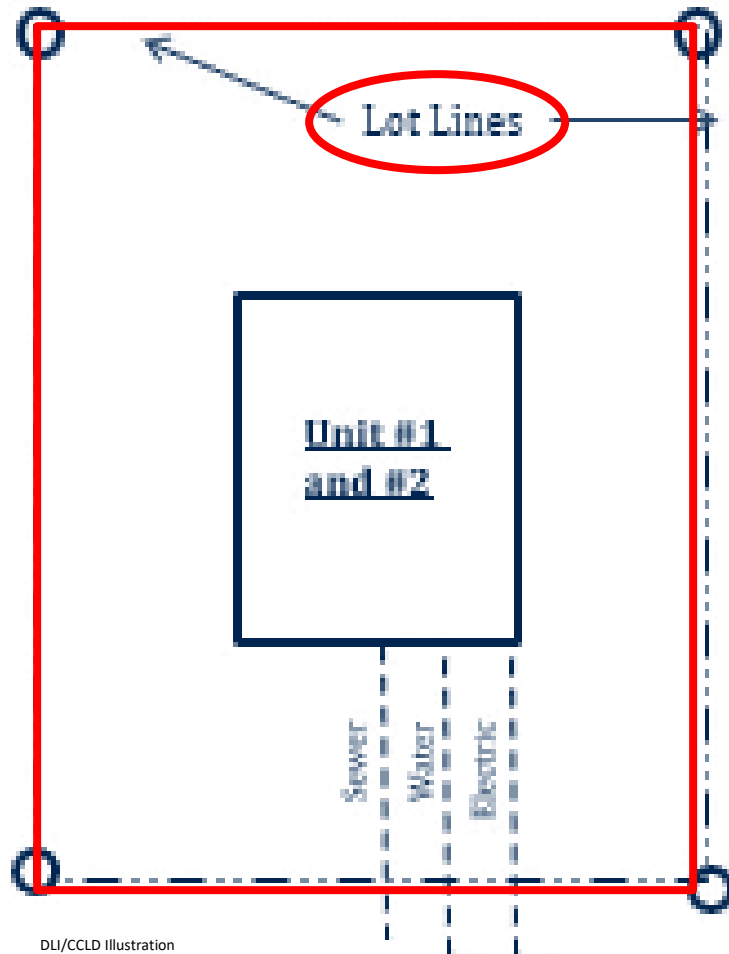 Lot Lines
Unit #1
and #2
Sewer
Water
Electric
DLI/CCLD Illustration